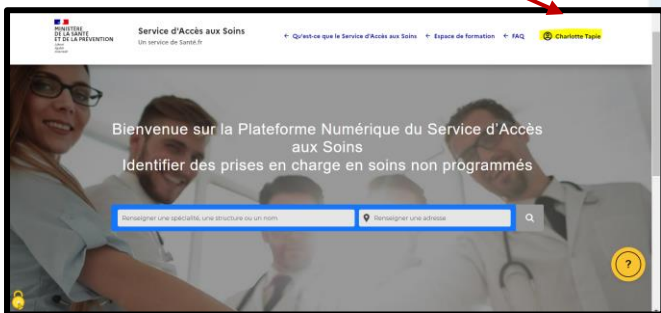 MINISTÈRE
DE LA SANTÉ
ET DE LA PRÉVENTION
Service d'Accès aux Soins
Un service de Santé.fr
Qu'est-ce que le Service d'Accès aux Soins
Espace de formation
FAQ
Charlotte Tapie
Bienvenue sur la Plateforme Numérique du Service d'Accès
aux Soins
Identifier des prises en charge en soins non programmés
Renseigner une spécialité, une structure ou un nom
Renseigner une adresse
?